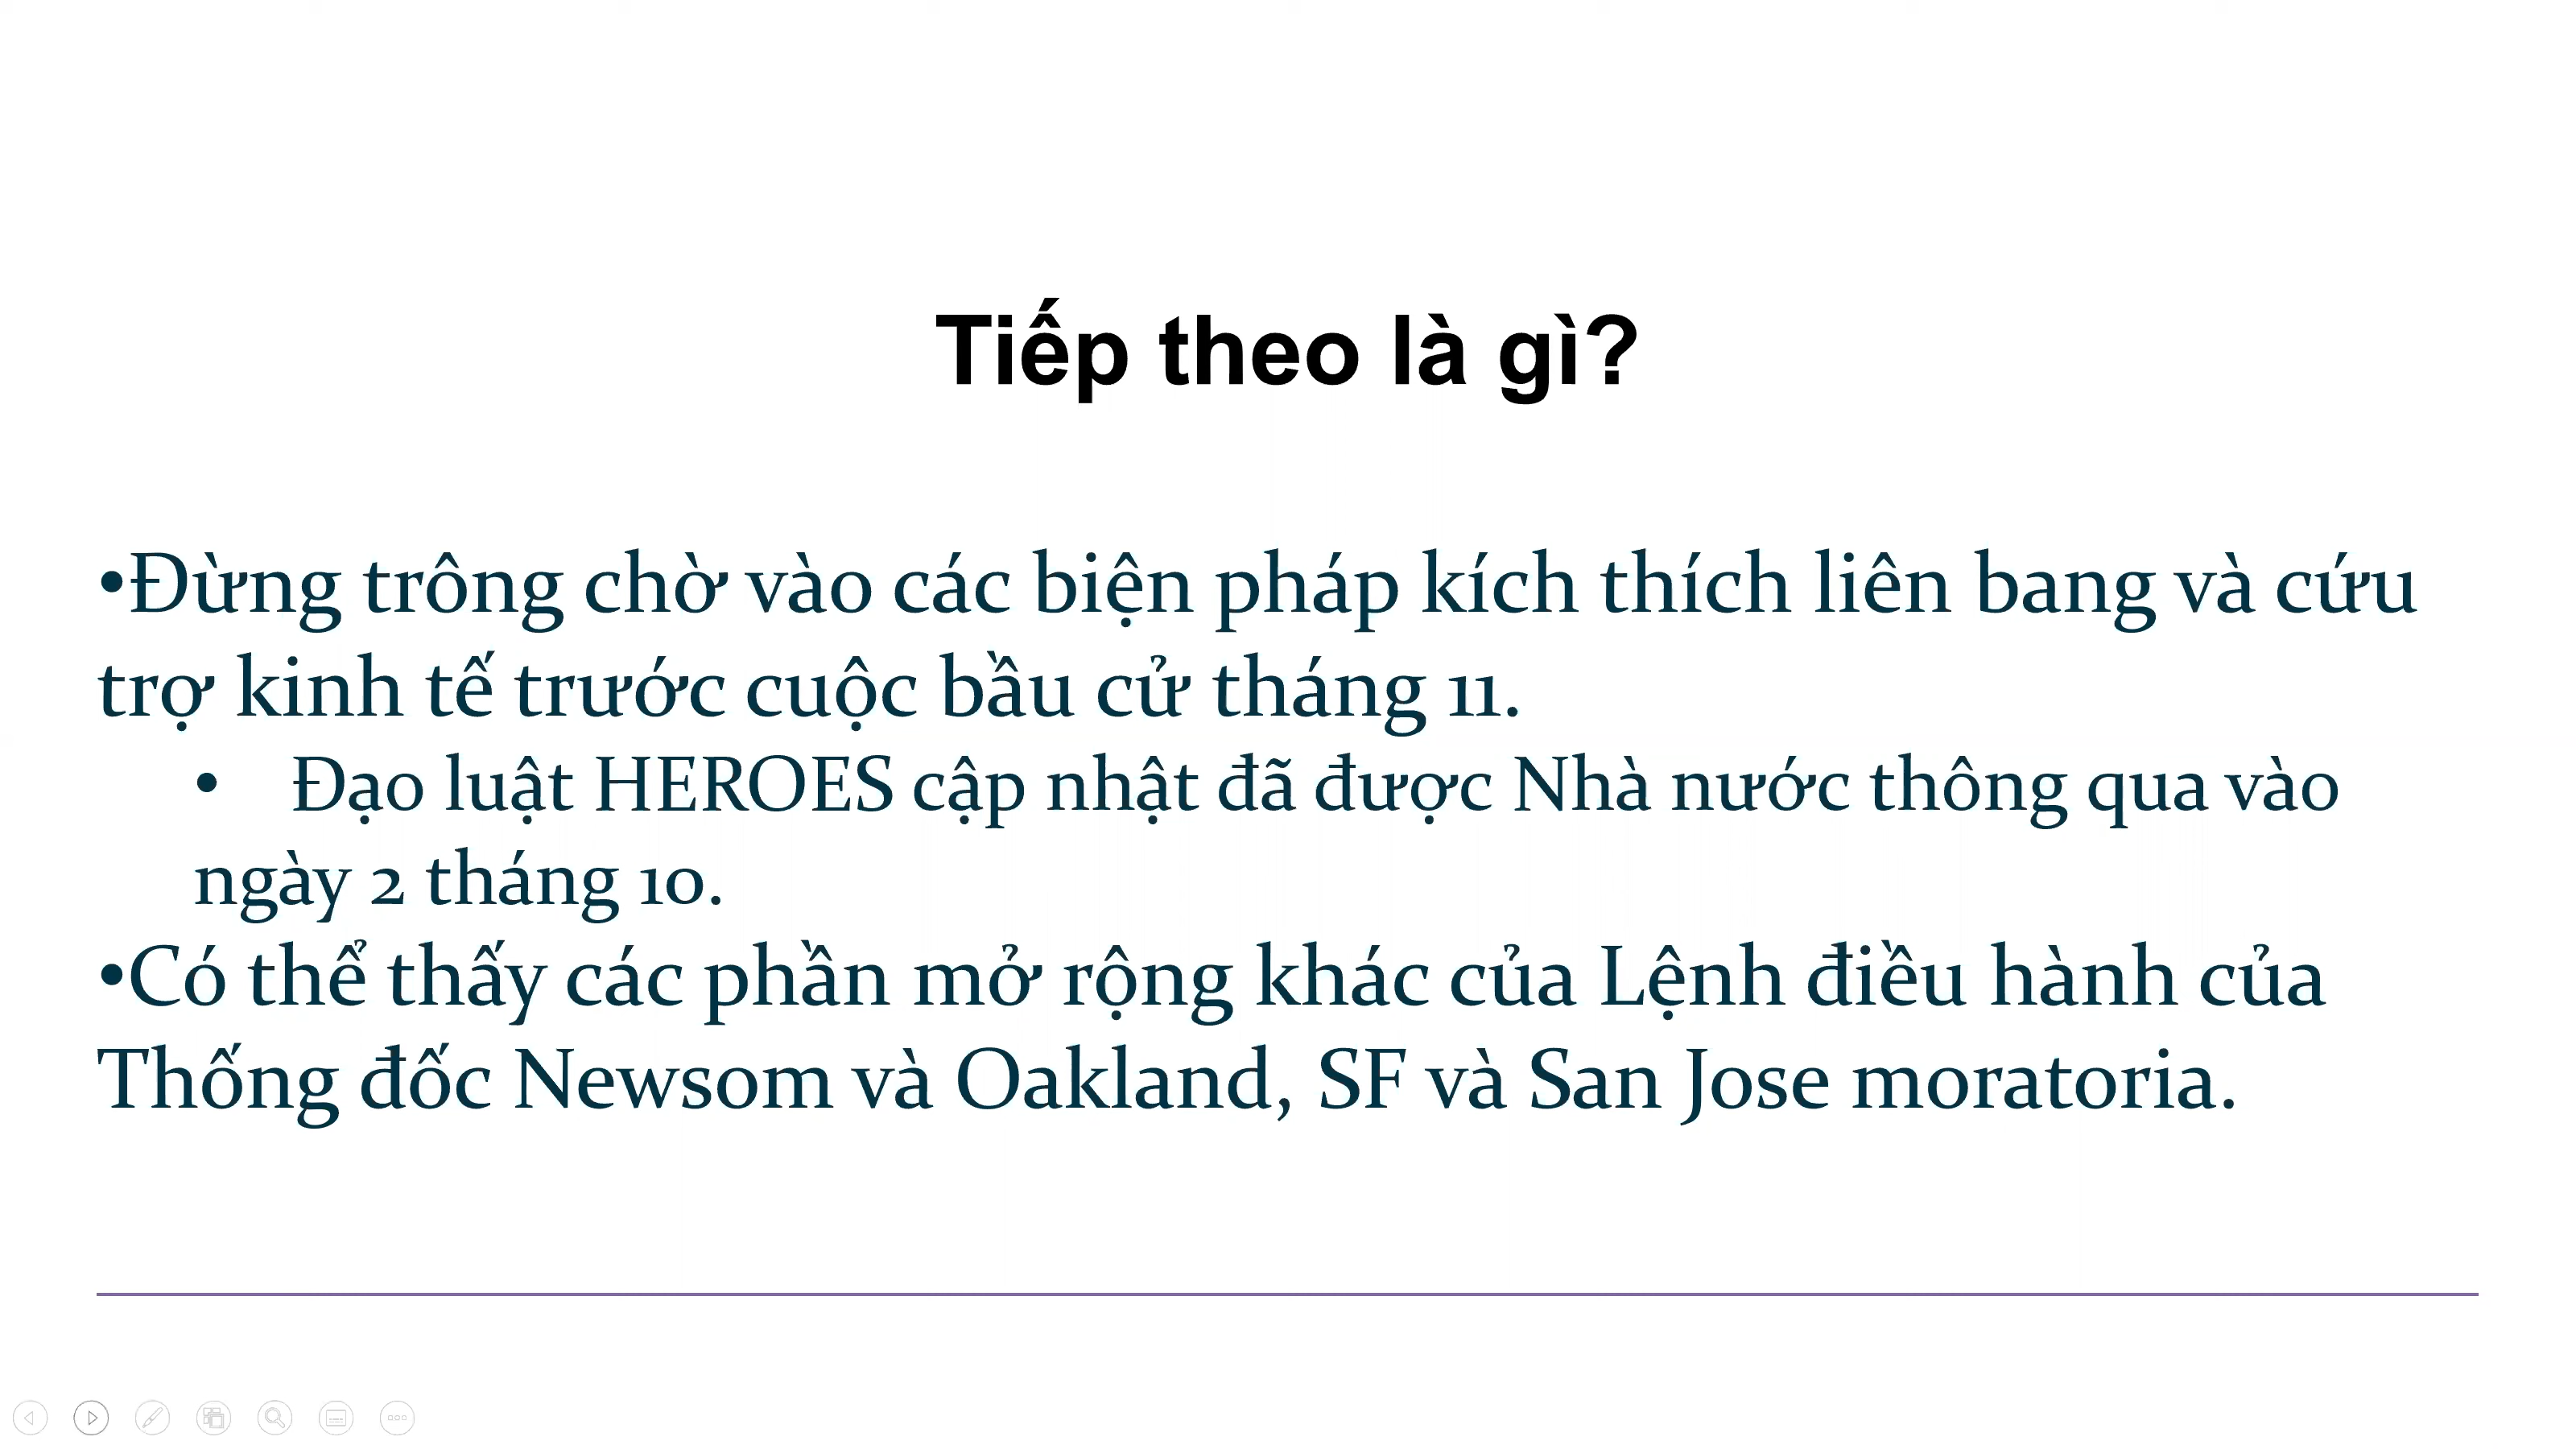 Tiếp theo là gì?
•Đừng trông chờ vào các biện pháp kích thích liên bang và cứu
trợ kinh tế trước cuộc bầu cử tháng 11.
• Đạo luật HEROES cập nhật đã được Nhà nước thông qua vào
ngày 2 tháng 10.
•Có thể thấy các phần mở rộng khác của Lệnh điều hành của
Thống đốc Newsom và Oakland, SF và San Jose moratoria.